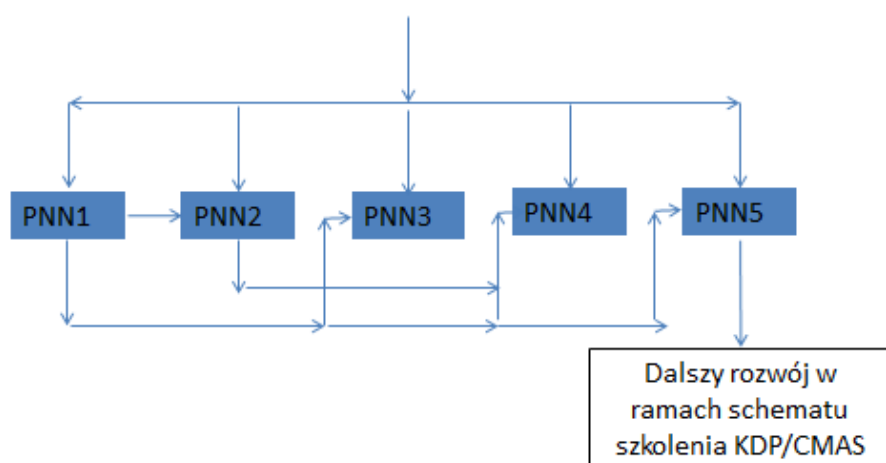 PNN1
PNN2
PNN3
PNN4
PNN5
Dalszy rozwój w
ramach schematu
szkolenia KDP/CMAS